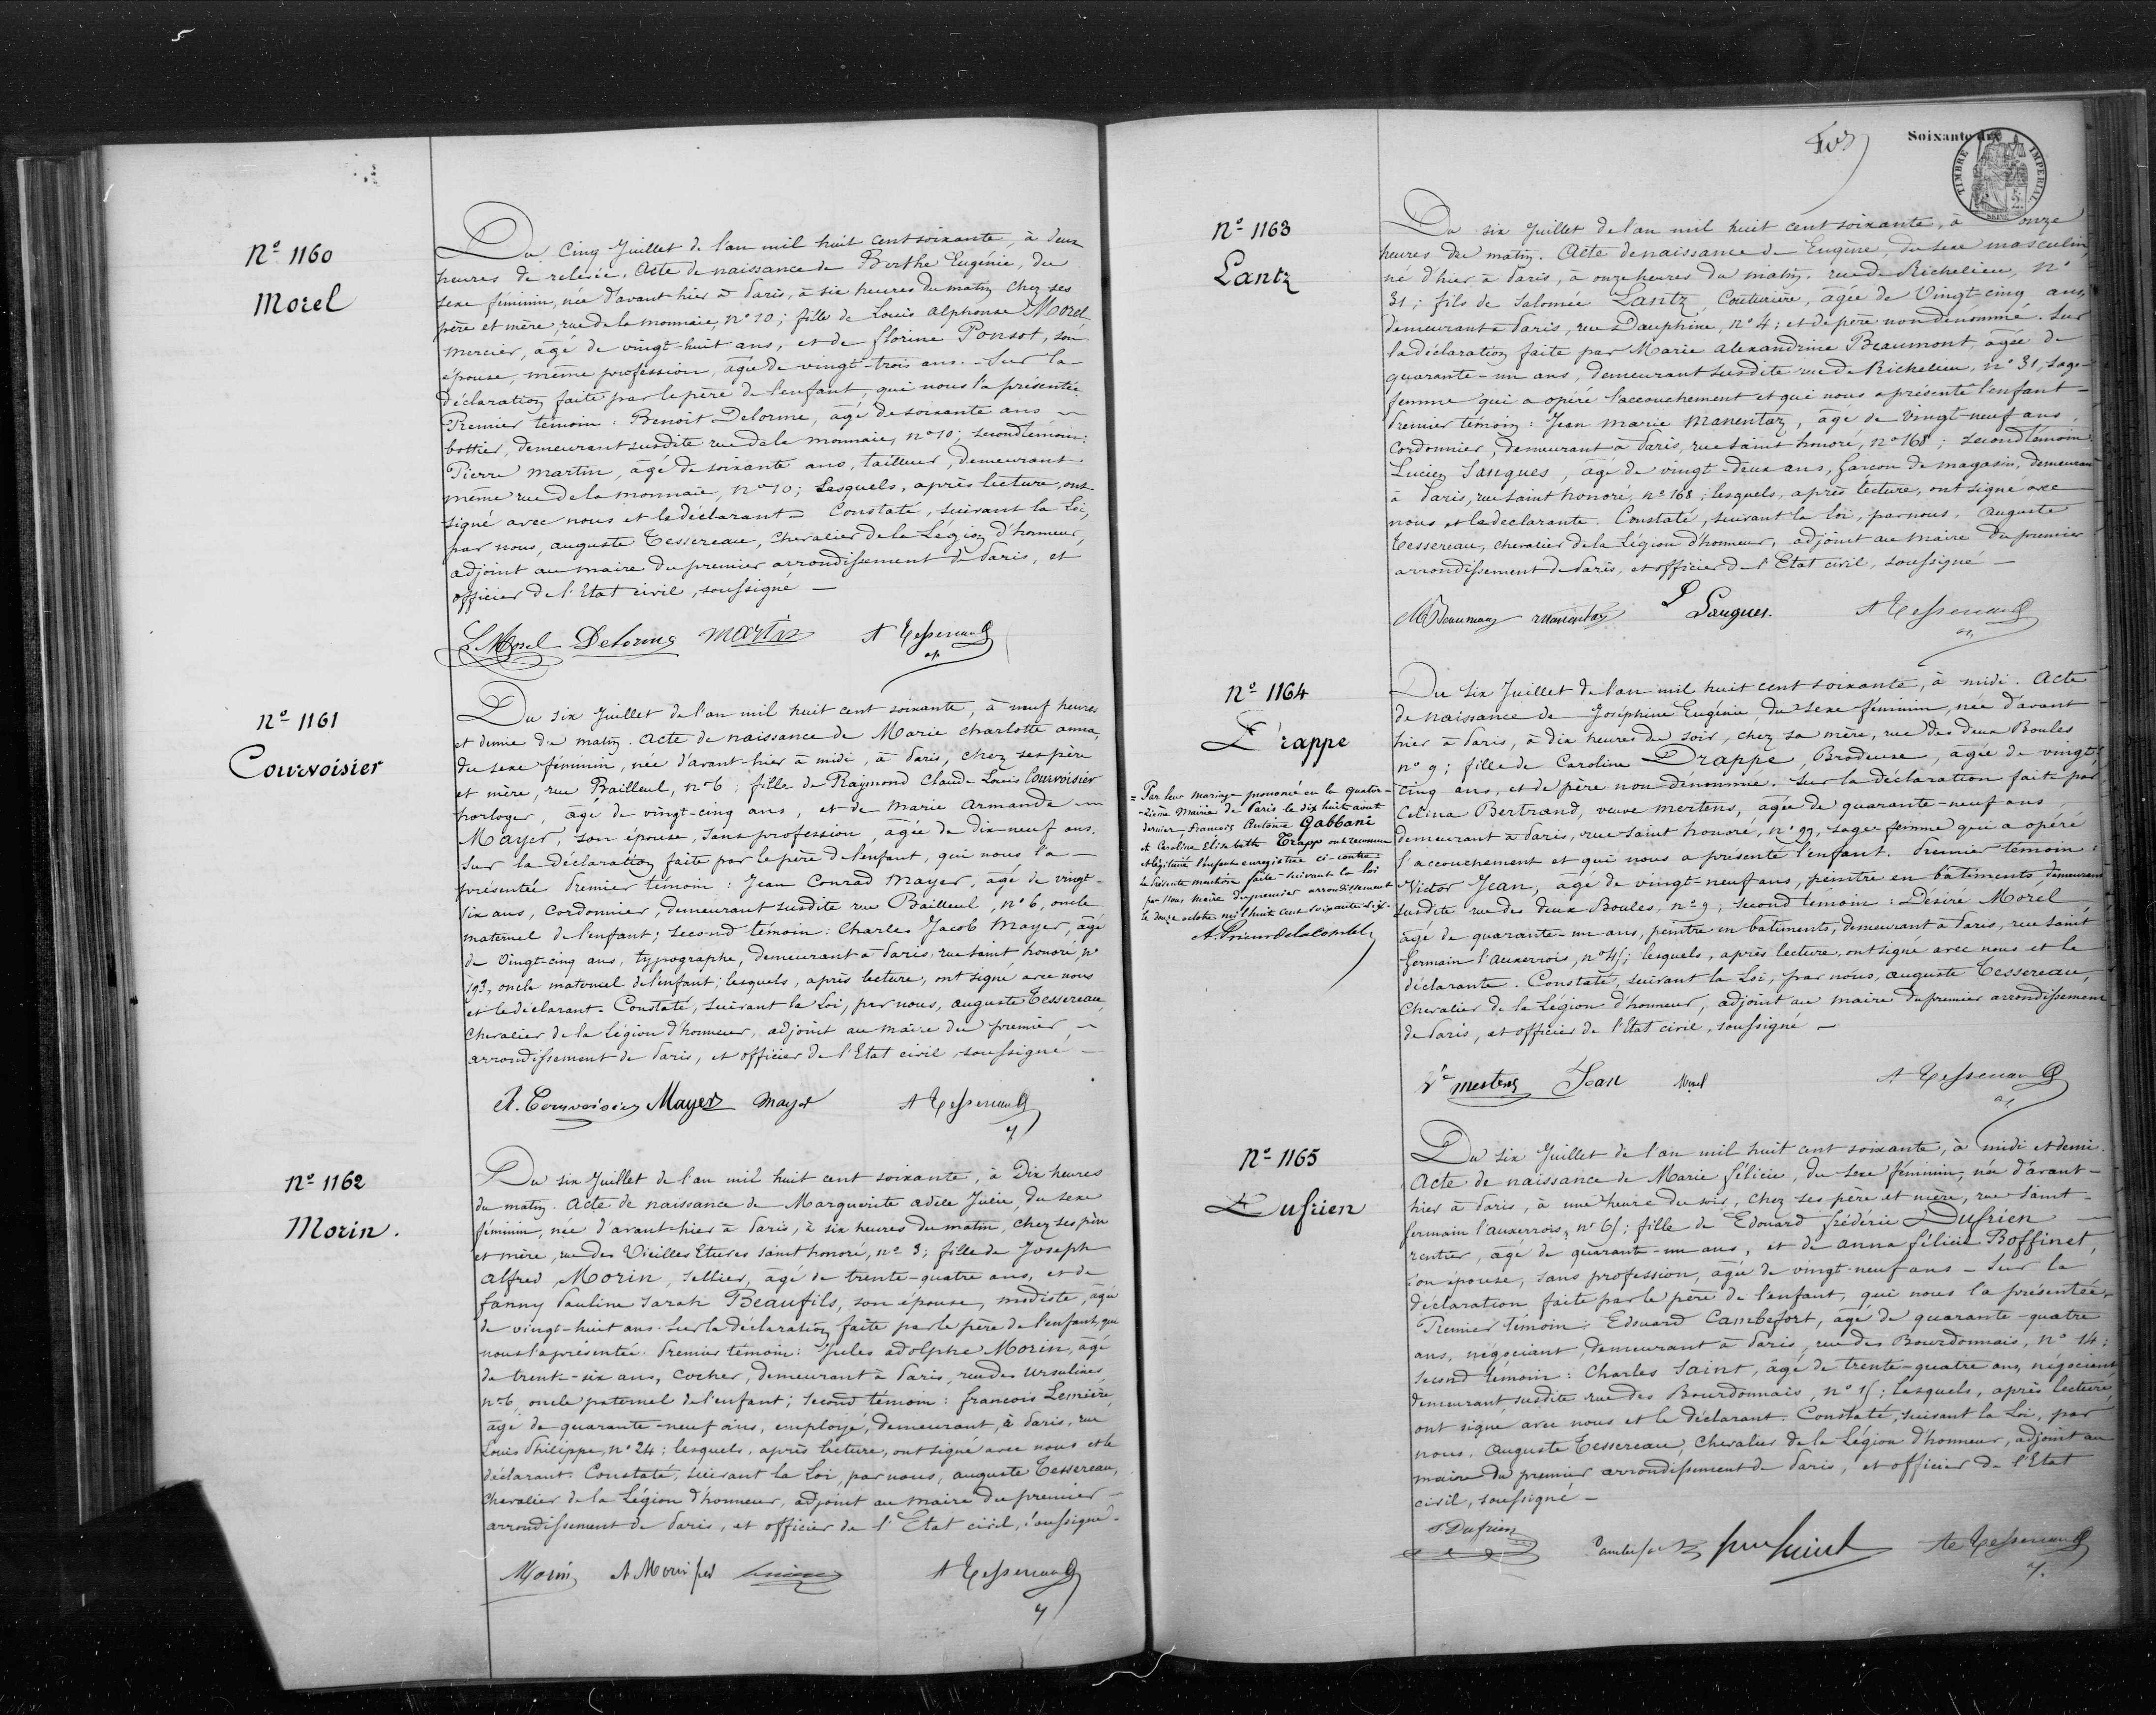 Nº 1160
Morel
Du Cinq Juillet de l'an mil huit cent soixante, à deux
heures de relevée. Acte de naissance de Berthe Eugénie, du
sexe féminin, née d'avant-hier à Paris, à six heures du matin chez ses
père et mère, rue de la monnaie, nº 10; fille de Louis alphonse Morel
mercier, âgé de vingt-huit ans, et de florine Ponsot, son
épouse, même profession, âgée de vingt-trois ans. - Sur la
déclaration faite par le père de l'enfant, qui nous l'a présentée.
Premier témoin: Benoit Delorme, âgé de soixante ans -
bottier, demeurant susdite rue de la monnaie, nº 10; second témoin:
Pierre Martin, âgé de soixante ans, tailleur, demeurant
même rue de la monnaie, nº 10; Lesquels, après lecture, ont
signé avec nous et le déclarant - Constaté, suivant la Loi,
par nous, auguste Tessereau, chevalier de la Légion d'honneur,
adjoint au maire du premier arrondissement de Paris, et
officier de l'Etat civil, soussigné -
L. Morel Delorme Martin A Tessereau
Nº 1161
Courvoisier
Du six Juillet de l'an mil huit cent soixante, à neuf heures
et demie du matin. acte de naissance de Marie charlotte anna,
du sexe féminin, née d'avant-hier à midi, à Paris, chez ses père
et mère, rue Bailleul, nº 6; fille de Raymond Claude Louis Courvoisier
horloger, âgé de vingt-cinq ans, et de Marie Armande -
Mayer, son épouse, sans profession, âgée de dix-neuf ans.
Sur la déclaration faite par le père de l'enfant, qui nous l'a -
présentée Premier témoin: Jean Conrad Mayer, âgé de vingt-
six ans, cordonnier, demeurant susdite rue Bailleul, nº 6, oncle
maternel de l'enfant; second témoin: Charles Jacob Mayer, âgé
de vingt-cinq ans, typographe, demeurant à Paris, rue saint honoré nº
193, oncle maternel de l'enfant; lesquels, après lecture, ont signé avec nous
et le déclarant - Constaté, suivant la Loi, par nous, auguste Tessereau,
chevalier de la Légion d'honneur, adjoint au maire du premier -
arrondissement de Paris, et officier de l'Etat civil, soussigné -
R. Courvoisier Mayer Mayer A Tessereau
Nº 1162
Morin.
Du six Juillet de l'an mil huit cent soixante, à Dix heures
du matin. Acte de naissance de Marguerite adèle Julie, du sexe
féminin, née d'avant-hier à Paris, à six heures du matin, chez ses père
et mère, rue des Vieilles Etuves saint honoré, nº 3; fille de Joseph
alfred Morin, sellier, âgé de trente-quatre ans, et de
fanny Pauline Sarah Beaufils, son épouse, modiste, âgée
de vingt-huit ans. Sur la déclaration faite par le père de l'enfant, qui
nous l'a présentée. Premier témoin: Jules adolphe Morin, âgé
de trente-six ans, cocher, demeurant à Paris, rue des Ursulines
nº 6, oncle paternel de l'enfant; second témoin: françois Lemière,
âgé de quarante-neuf ans, employé, demeurant à Paris, rue
Louis Philippe, nº 24; lesquels, après lecture, ont signé avec nous et le
déclarant. Constaté, suivant la Loi, par nous, auguste Tessereau,
chevalier de la Légion d'honneur, adjoint au maire du premier -
arrondissement de Paris, et officier de l'Etat civil, soussigné -
Morin A Morin A Tessereau
Soixante dix
TIMBRE IMPERIAL
SEINE
Nº 1163
Lantz
Du six Juillet de l'an mil huit cent soixante, à onze
heures du matin. Acte de naissance de Eugène, du sexe masculin,
né d'hier à Paris, à onze heures du matin. rue de Richelieu, nº
31; fils de Salomée Lantz, Couturière, âgée de Vingt-cinq ans,
demeurant à Paris, rue Dauphine, nº 4; et de père non dénommé. Sur
la déclaration faite par Marie alexandrine Beaumont, âgée de
quarante-un ans, demeurant susdite rue de Richelieu, nº 31, sage-
femme qui a opéré l'accouchement et qui nous a présenté l'enfant -
Premier témoin: Jean marie Manentaz, âgé de vingt-neuf ans,
cordonnier, demeurant à Paris, rue saint honoré, nº 168; second témoin
Lucien Saugues, âgé de vingt-deux ans, garçon de magasin, demeurant
à Paris, rue saint honoré, nº 168; lesquels, après lecture, ont signé avec
nous et la déclarante. Constaté, suivant la loi, par nous, Auguste
Tessereau, chevalier de la Légion d'honneur, adjoint au maire du premier
arrondissement de Paris, et officier de l'Etat civil, soussigné -
MA Beaumont Manentaz L Saugues. A Tessereau
Nº 1164
Drappe
= Par leur mariage prononcé en la quator-
-zième Mairie de Paris le dix huit avril
dernier, François Antoine Gabbani
et Caroline Elisabeth Trapp ont reconnu
et légitimé l'enfant enregistrée ci-contre.
la présente mention faite suivant la loi
par Nous Maire du premier arrondissement
le douze octobre mil huit cent soixante six.
A. Prieur de la Comble
Du six Juillet de l'an mil huit cent soixante, à midi. Acte
de naissance de Joséphine Eugénie, du sexe féminin, née d'avant
hier à Paris, à dix heures du soir, chez sa mère, rue des deux Boules
nº 9; fille de Caroline Drappe, Brodeuse, âgée de vingt-
cinq ans, et de père non dénommé. Sur la déclaration faite par
Celina Bertrand, veuve Mertens, âgée de quarante-neuf ans
demeurant à Paris, rue saint honoré, nº 99, sage-femme qui a opéré
l'accouchement et qui nous a présenté l'enfant. Premier témoin:
Victor Jean, âgé de vingt-neuf ans, peintre en bâtiments demeurant
susdite rue des deux Boules, nº 9; second témoin: Désiré Morel
âgé de quarante-un ans, peintre en bâtiments, demeurant à Paris, rue saint
Germain l'auxerrois, nº 45; lesquels, après lecture, ont signé avec nous et la
déclarante. Constaté, suivant la Loi, par nous, auguste Tessereau,
chevalier de la Légion d'honneur, adjoint au maire du premier arrondissement
de Paris, et officier de l'Etat civil, soussigné -
Vve Mertens Jean Morel A Tessereau
Nº 1165
Dufrien
Du six Juillet de l'an mil huit cent soixante, à midi et demi.
Acte de naissance de Marie félicie, du sexe féminin, née d'avant-
hier à Paris, à une heure du soir, chez ses père et mère, rue saint-
germain l'auxerrois, nº 65; fille de Edouard frédéric Dufrien -
rentier, âgé de quarante-un ans, et de anna félicie Boffinet,
son épouse, sans profession, âgée de vingt-neuf ans - Sur la
déclaration faite par le père de l'enfant, qui nous l'a présentée,
Premier témoin: Edouard Cambefort, âgé de quarante-quatre
ans, négociant, demeurant à Paris, rue des Bourdonnais, nº 14;
second témoin: Charles Saint, âgé de trente-quatre ans, négociant
demeurant susdite rue des Bourdonnais, nº 15; lesquels, après lecture,
ont signé avec nous et le déclarant. Constaté, suivant la Loi, par
nous, Auguste Tessereau, chevalier de la Légion d'honneur, adjoint au
maire du premier arrondissement de Paris, et officier de l'Etat
civil, soussigné -
Dufrien Cambefort Saint A Tessereau